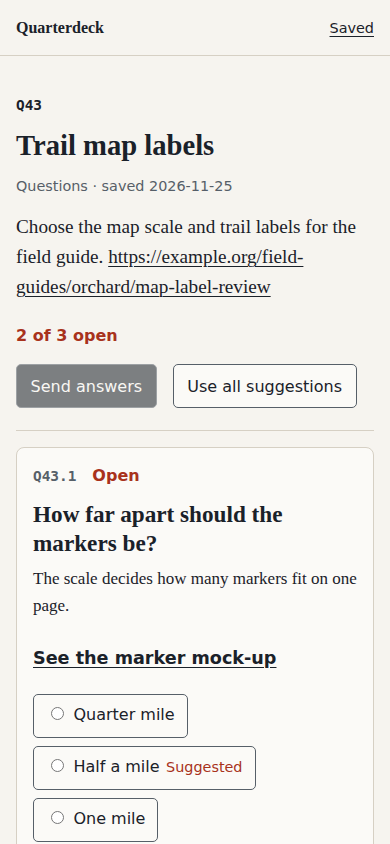 Quarterdeck
Saved
Q43
Trail map labels
Questions · saved 2026-11-25
Choose the map scale and trail labels for the
field guide. https://example.org/field-
guides/orchard/map-label-review
2 of 3 open
Send answers
Use all suggestions
Q43.1 Open
How far apart should the
markers be?
The scale decides how many markers fit on one
page.
See the marker mock-up
Quarter mile
Half a mile Suggested
One mile